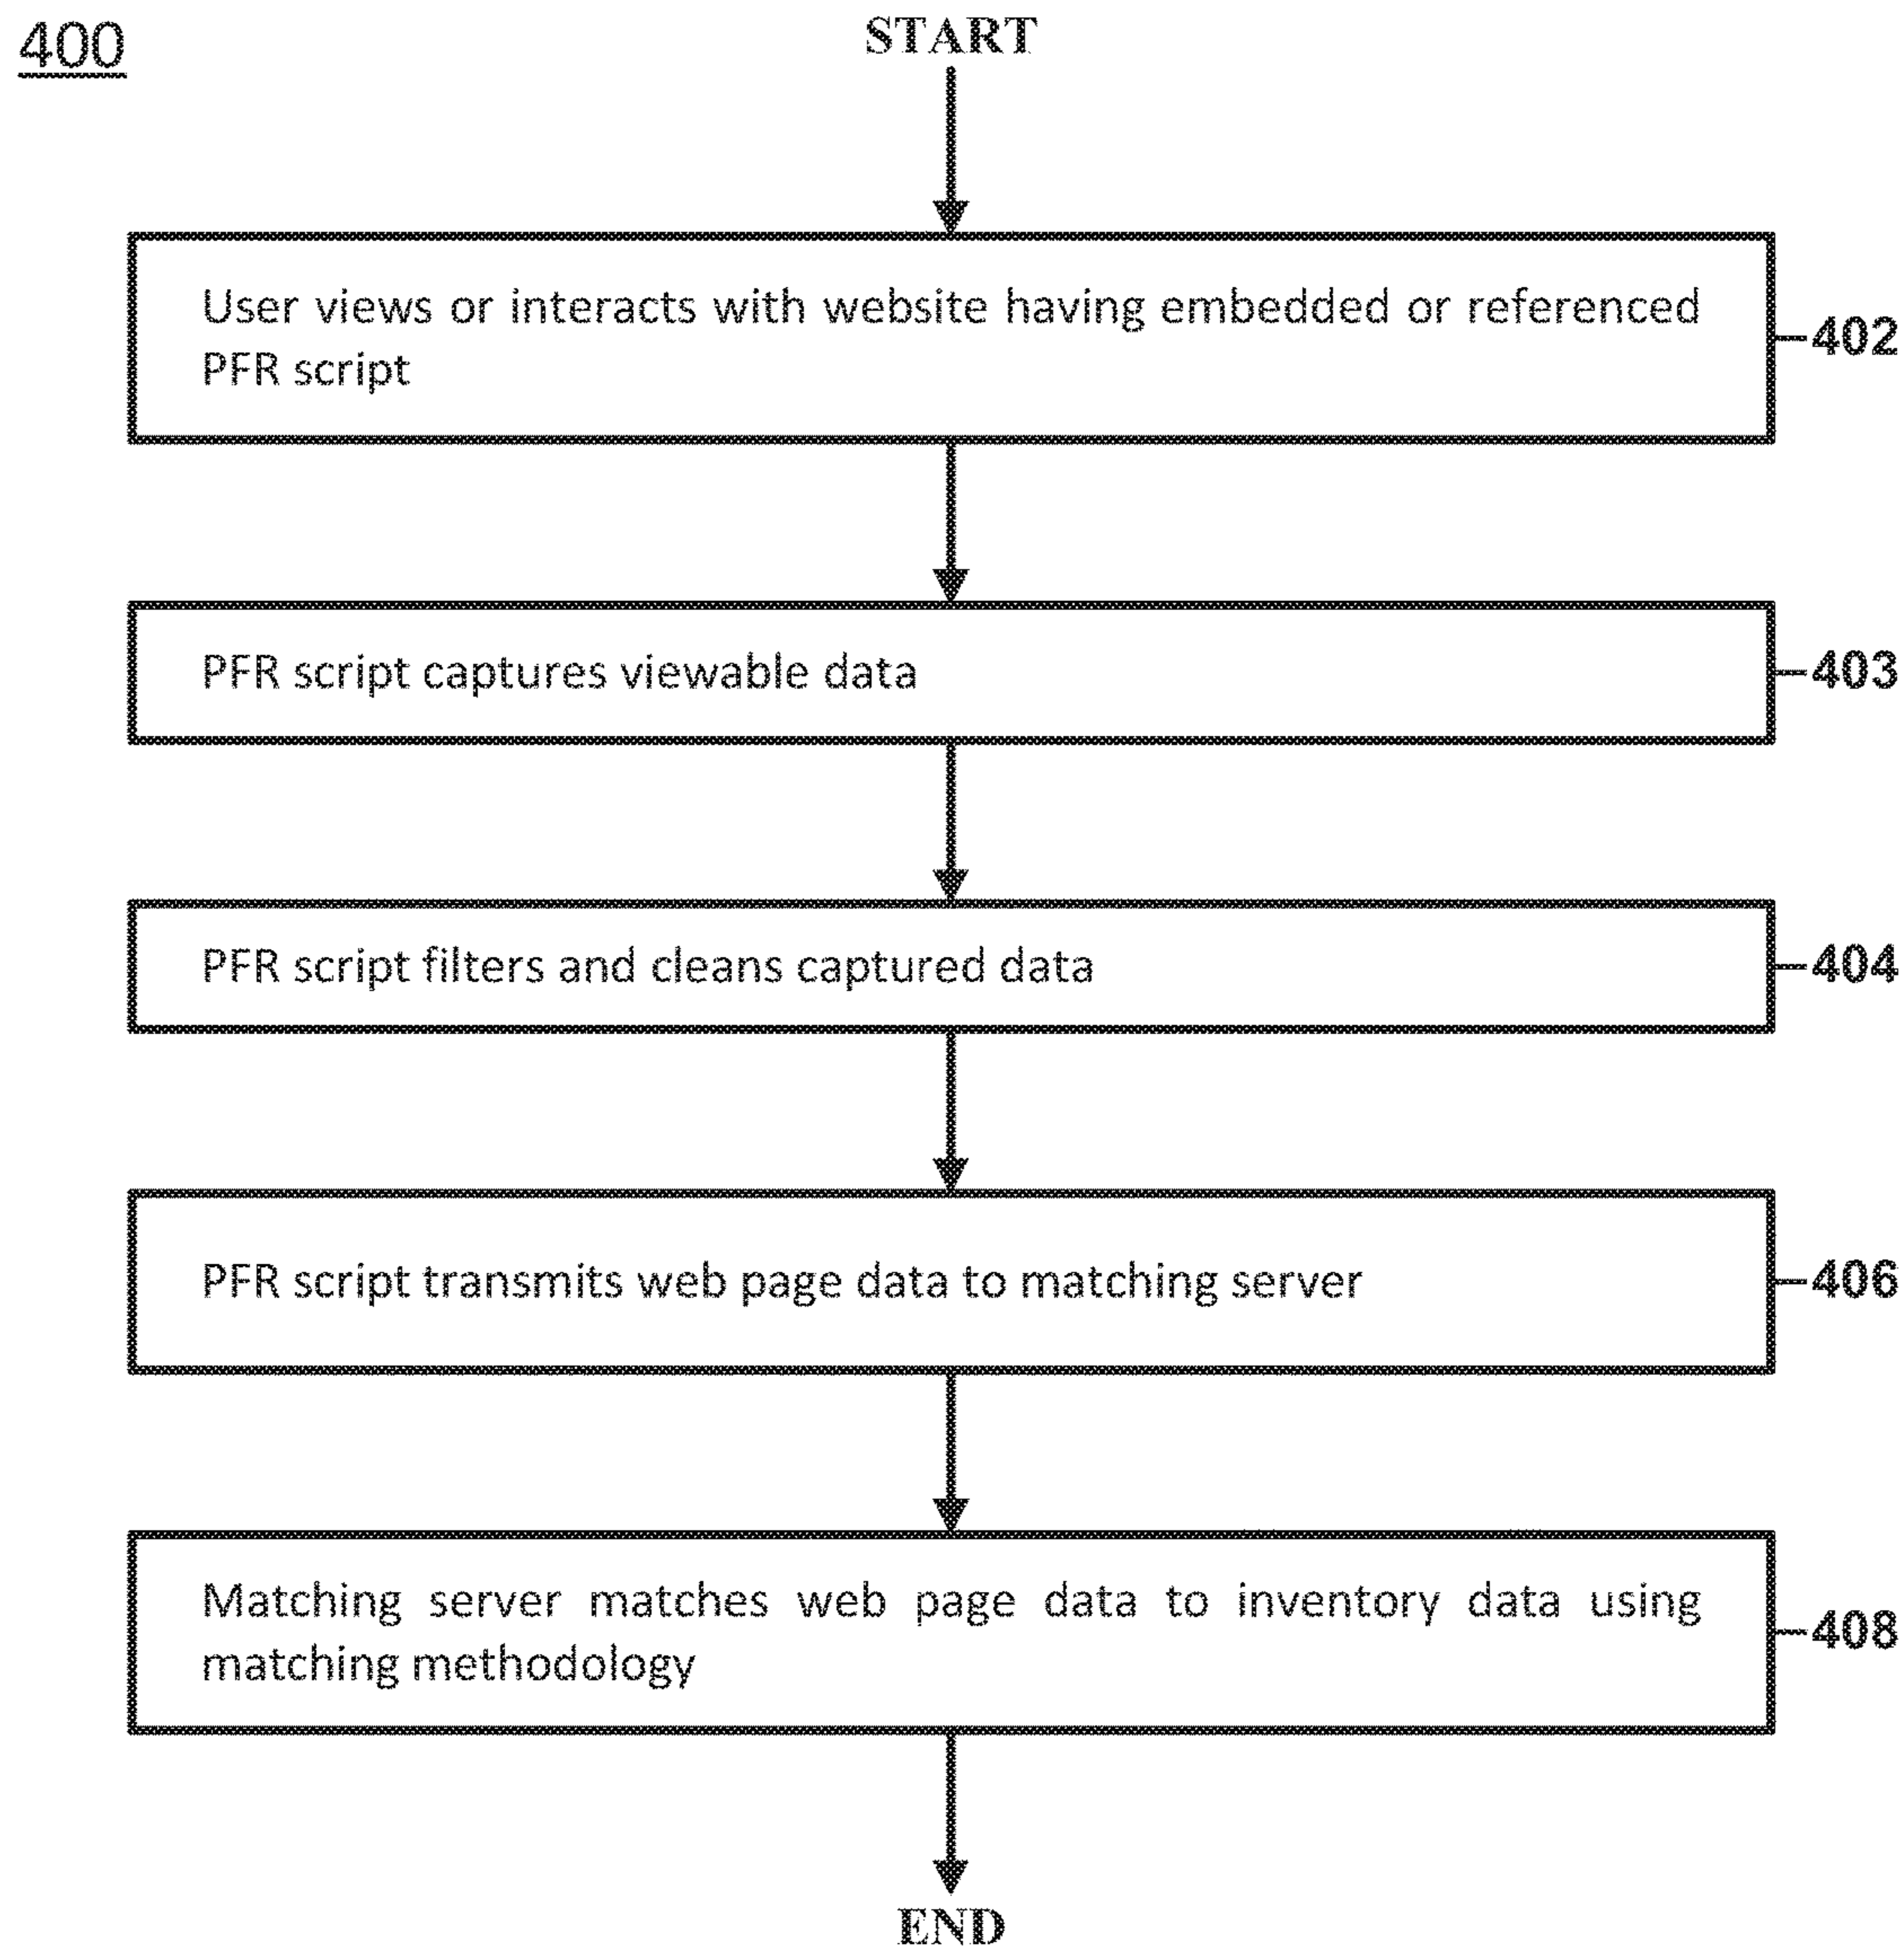 400
START
User views or interacts with website having embedded or referenced
PFR script
402
PFR script captures viewable data
403
PFR script filters and cleans captured data
404
PFR script transmits web page data to matching server
406
Matching server matches web page data to inventory data using
matching methodology
408
END